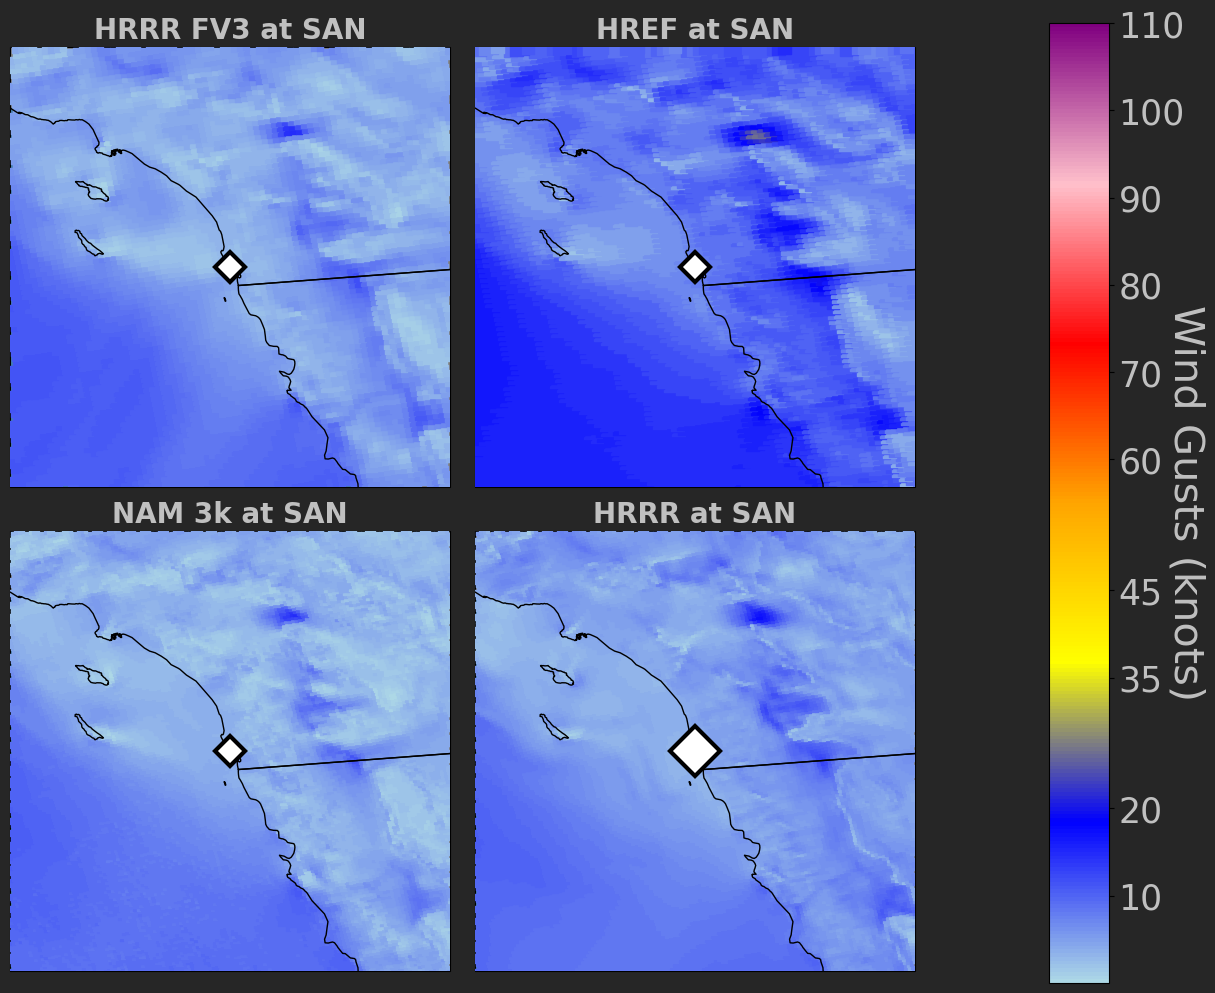 HRRR FV3 at SAN
HREF at SAN
NAM 3k at SAN
HRRR at SAN
110
100
90
80
70
60
45
35
20
10
Wind Gusts (knots)